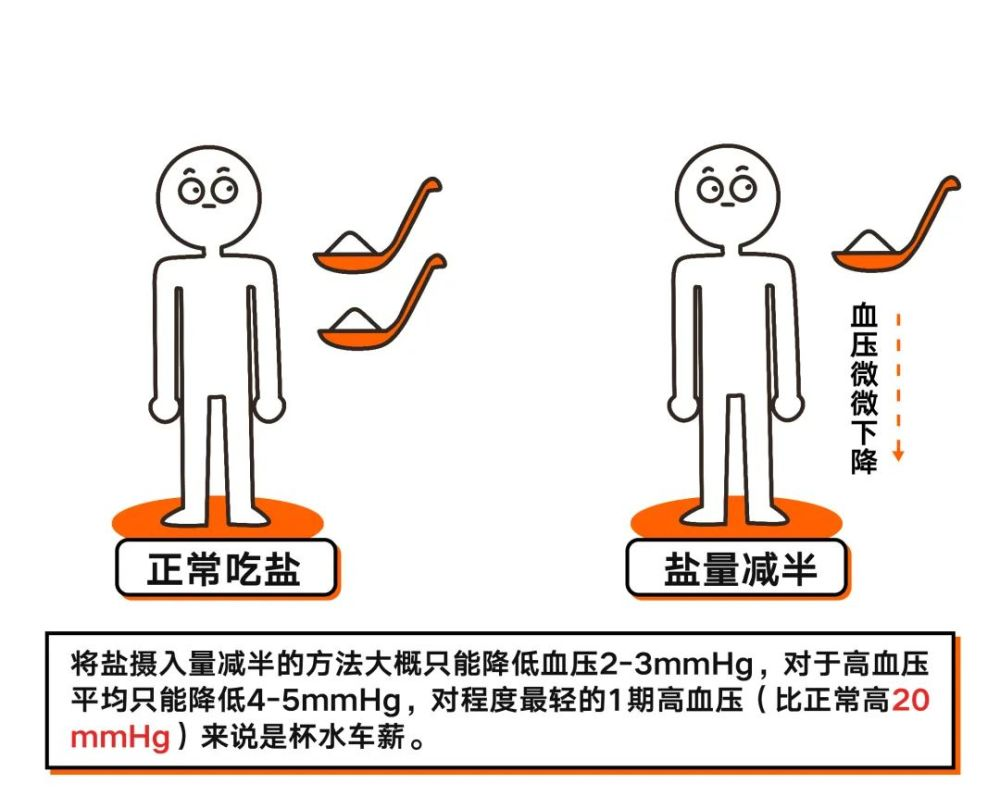 血压微微下降
正常吃盐
盐量减半
将盐摄入量减半的方法大概只能降低血压2-3mmHg，对于高血压
平均只能降低4-5mmHg，对程度最轻的1期高血压（比正常高20
mmHg）来说是杯水车薪。